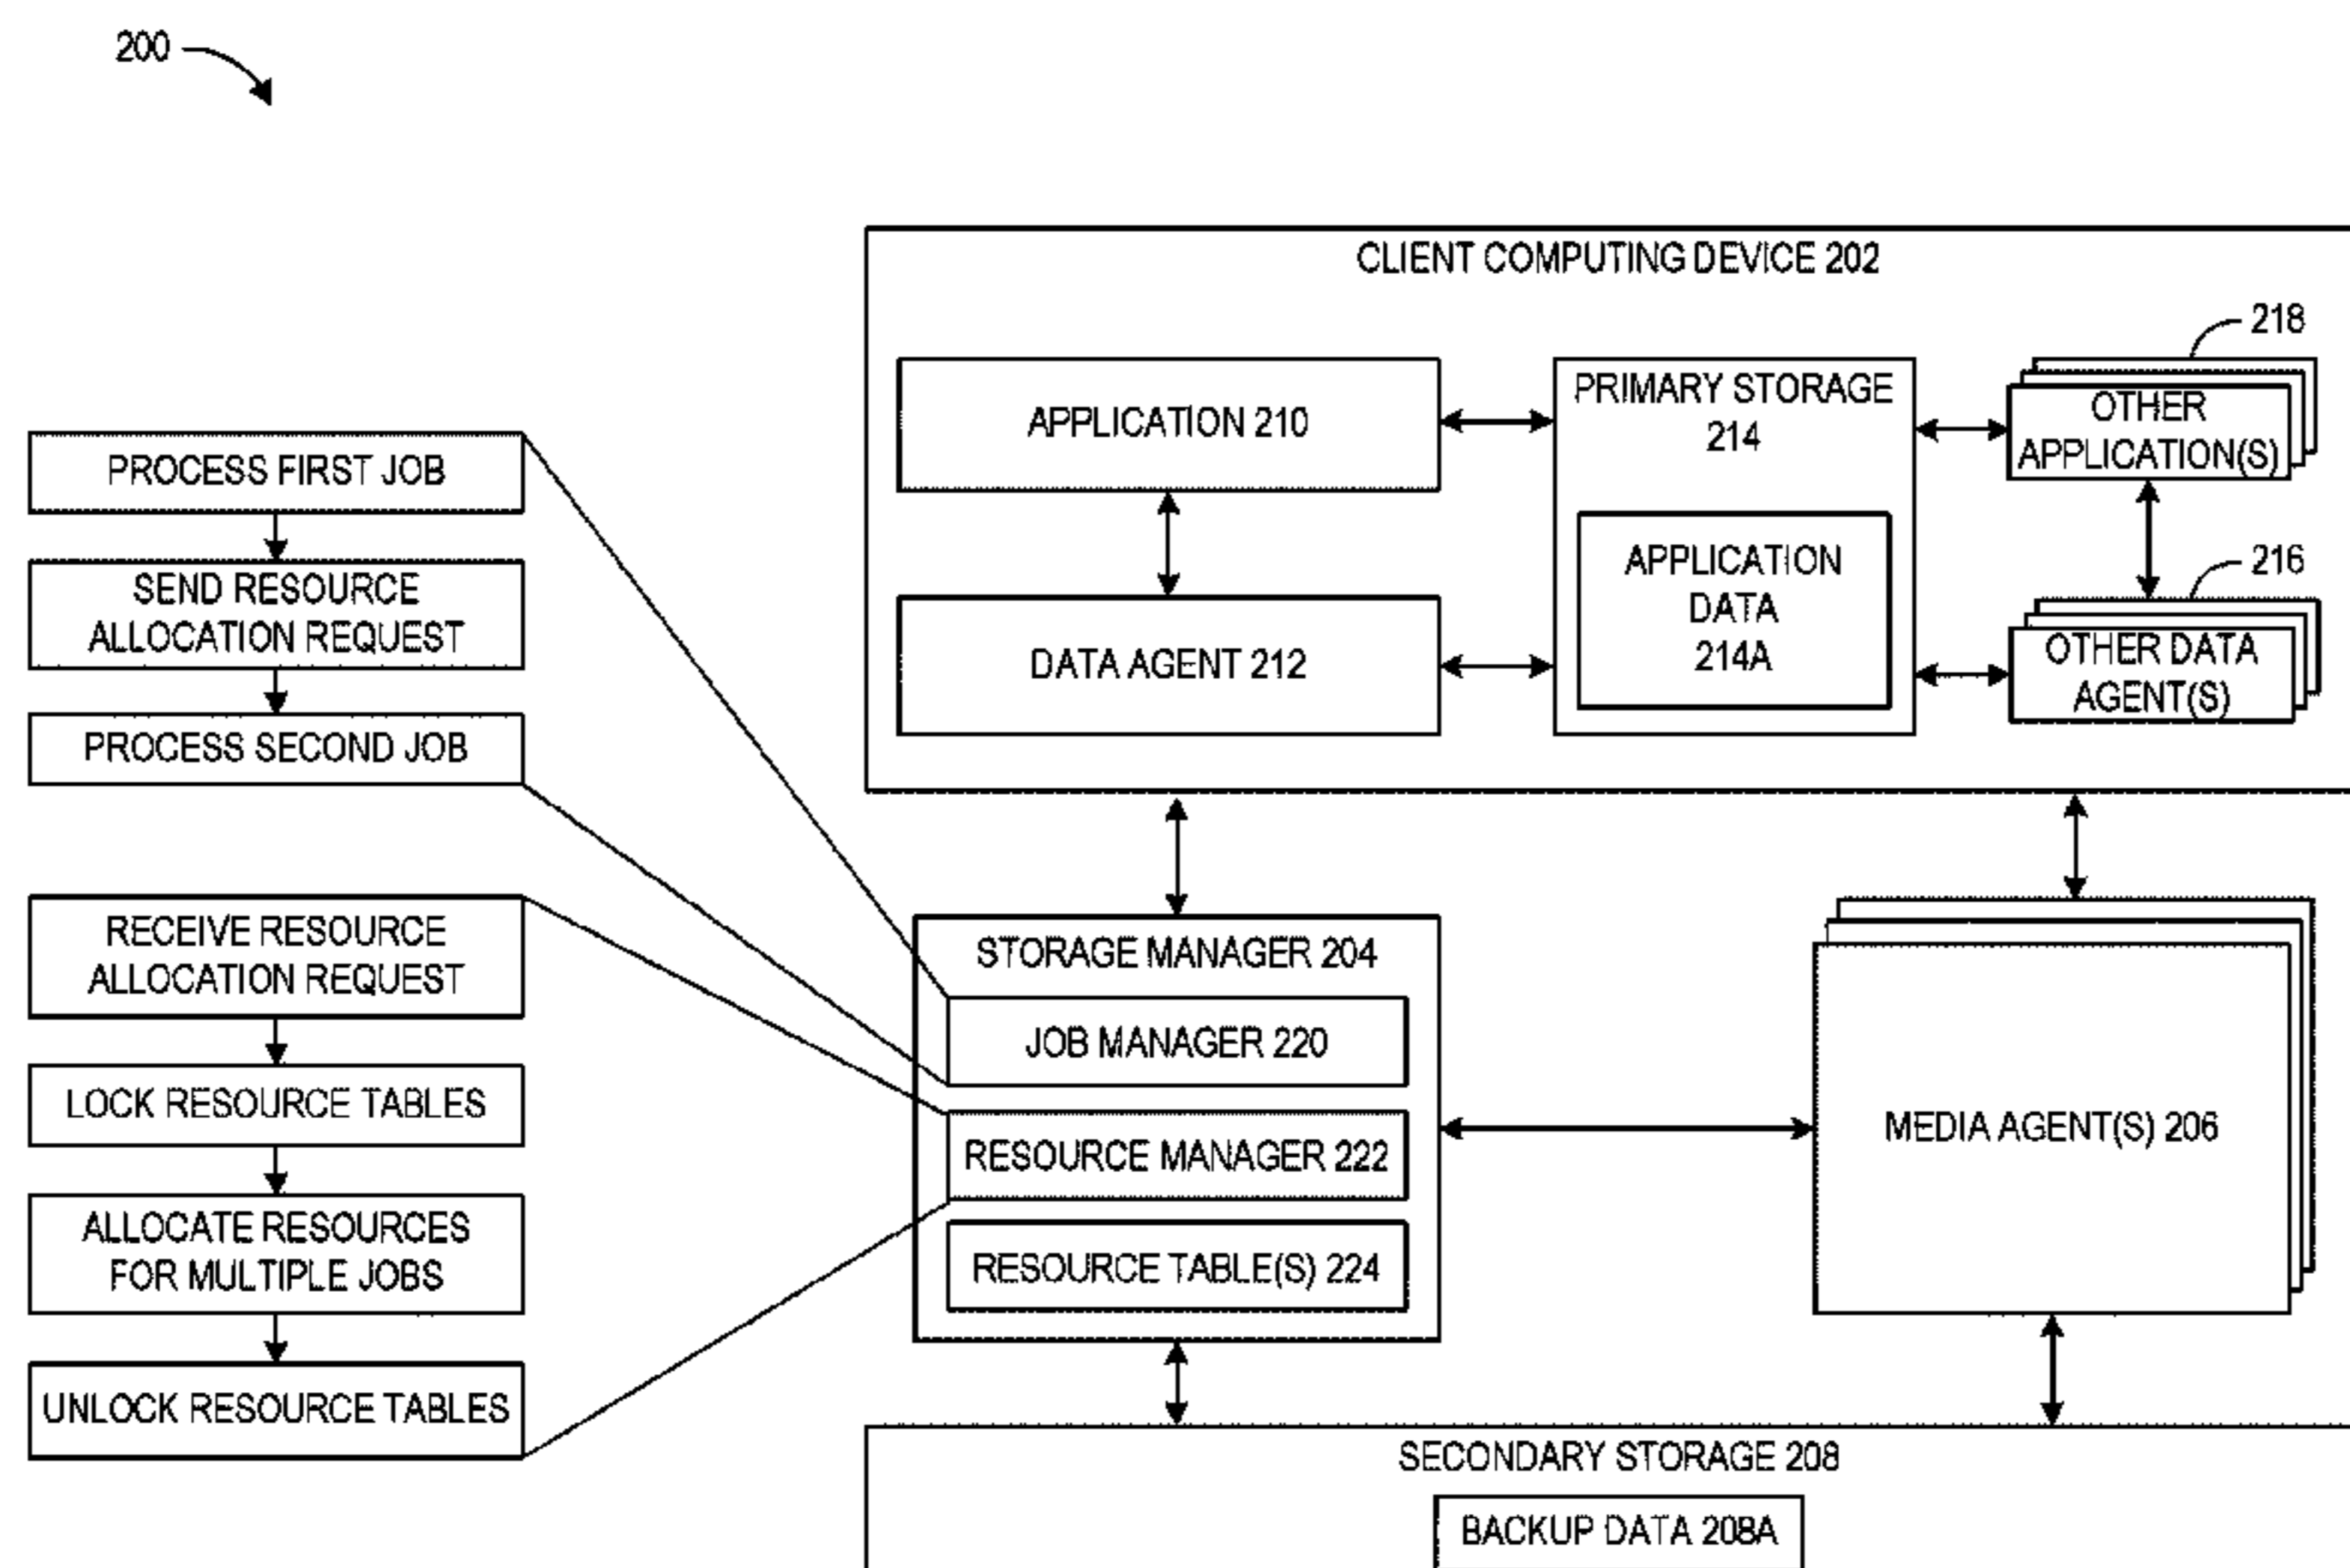 200
CLIENT COMPUTING DEVICE 202
218
APPLICATION 210
PRIMARY STORAGE
214
OTHER
APPLICATION(S)
APPLICATION
DATA
214A
216
DATA AGENT 212
OTHER DATA
AGENT(S)
PROCESS FIRST JOB
SEND RESOURCE
ALLOCATION REQUEST
PROCESS SECOND JOB
RECEIVE RESOURCE
ALLOCATION REQUEST
LOCK RESOURCE TABLES
ALLOCATE RESOURCES
FOR MULTIPLE JOBS
UNLOCK RESOURCE TABLES
STORAGE MANAGER 204
JOB MANAGER 220
RESOURCE MANAGER 222
RESOURCE TABLE(S) 224
MEDIA AGENT(S) 206
SECONDARY STORAGE 208
BACKUP DATA 208A